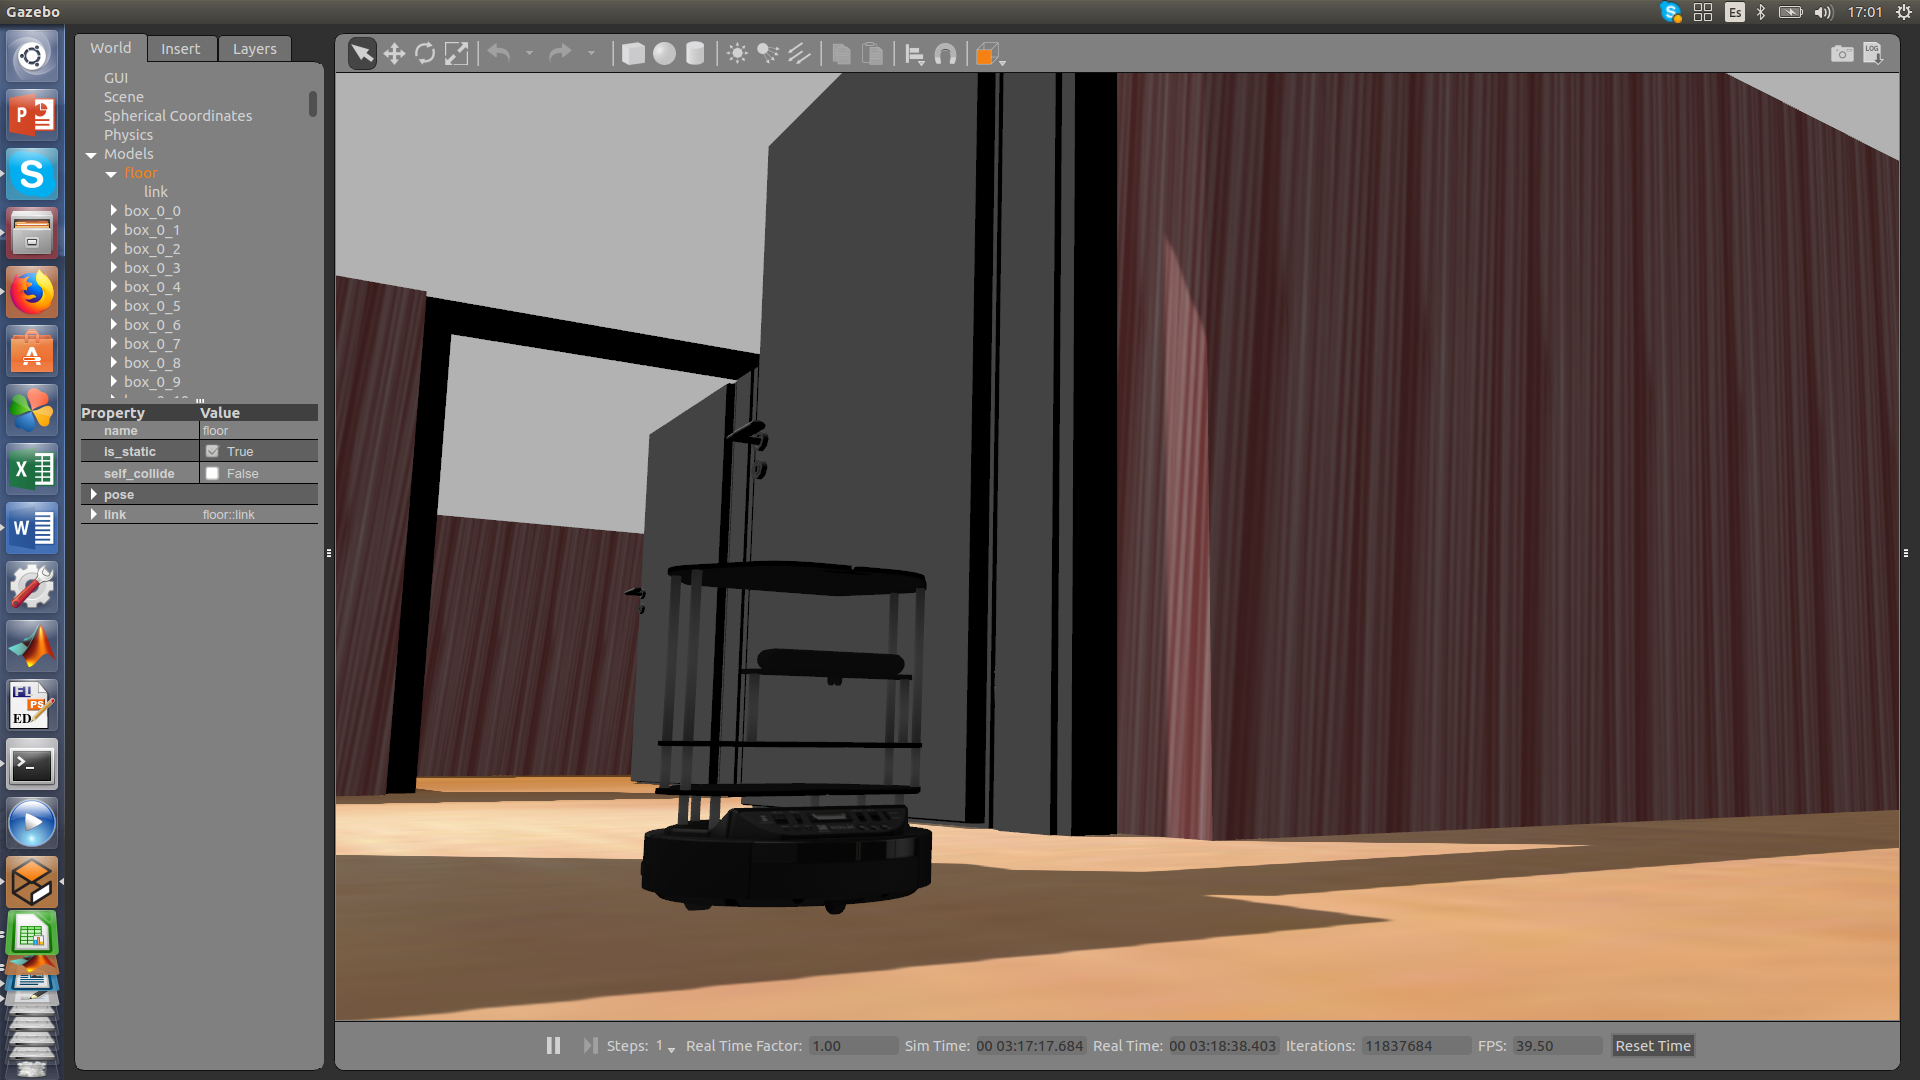 Gazebo
Es
17:01
World
Insert
Layers
LOG
GUI
Scene
Spherical Coordinates
Physics
Models
floor
link
box_0_0
box_0_1
box_0_2
box_0_3
box_0_4
box_0_5
box_0_6
box_0_7
box_0_8
box_0_9
Property Value
name floor
is_static True
self_collide False
pose
link floor::link
Steps: 1 Real Time Factor: 1.00 Sim Time: 00 03:17:17.684 Real Time: 00 03:18:38.403 Iterations: 11837684 FPS: 39.50 Reset Time